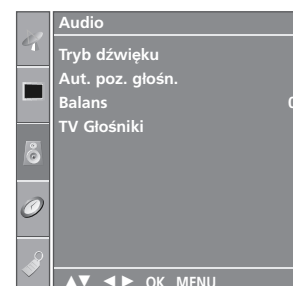 Audio
Tryb dźwięku
Aut. poz. głośn.
Balans 0
TV Głośniki
▲▼ ◄► OK MENU